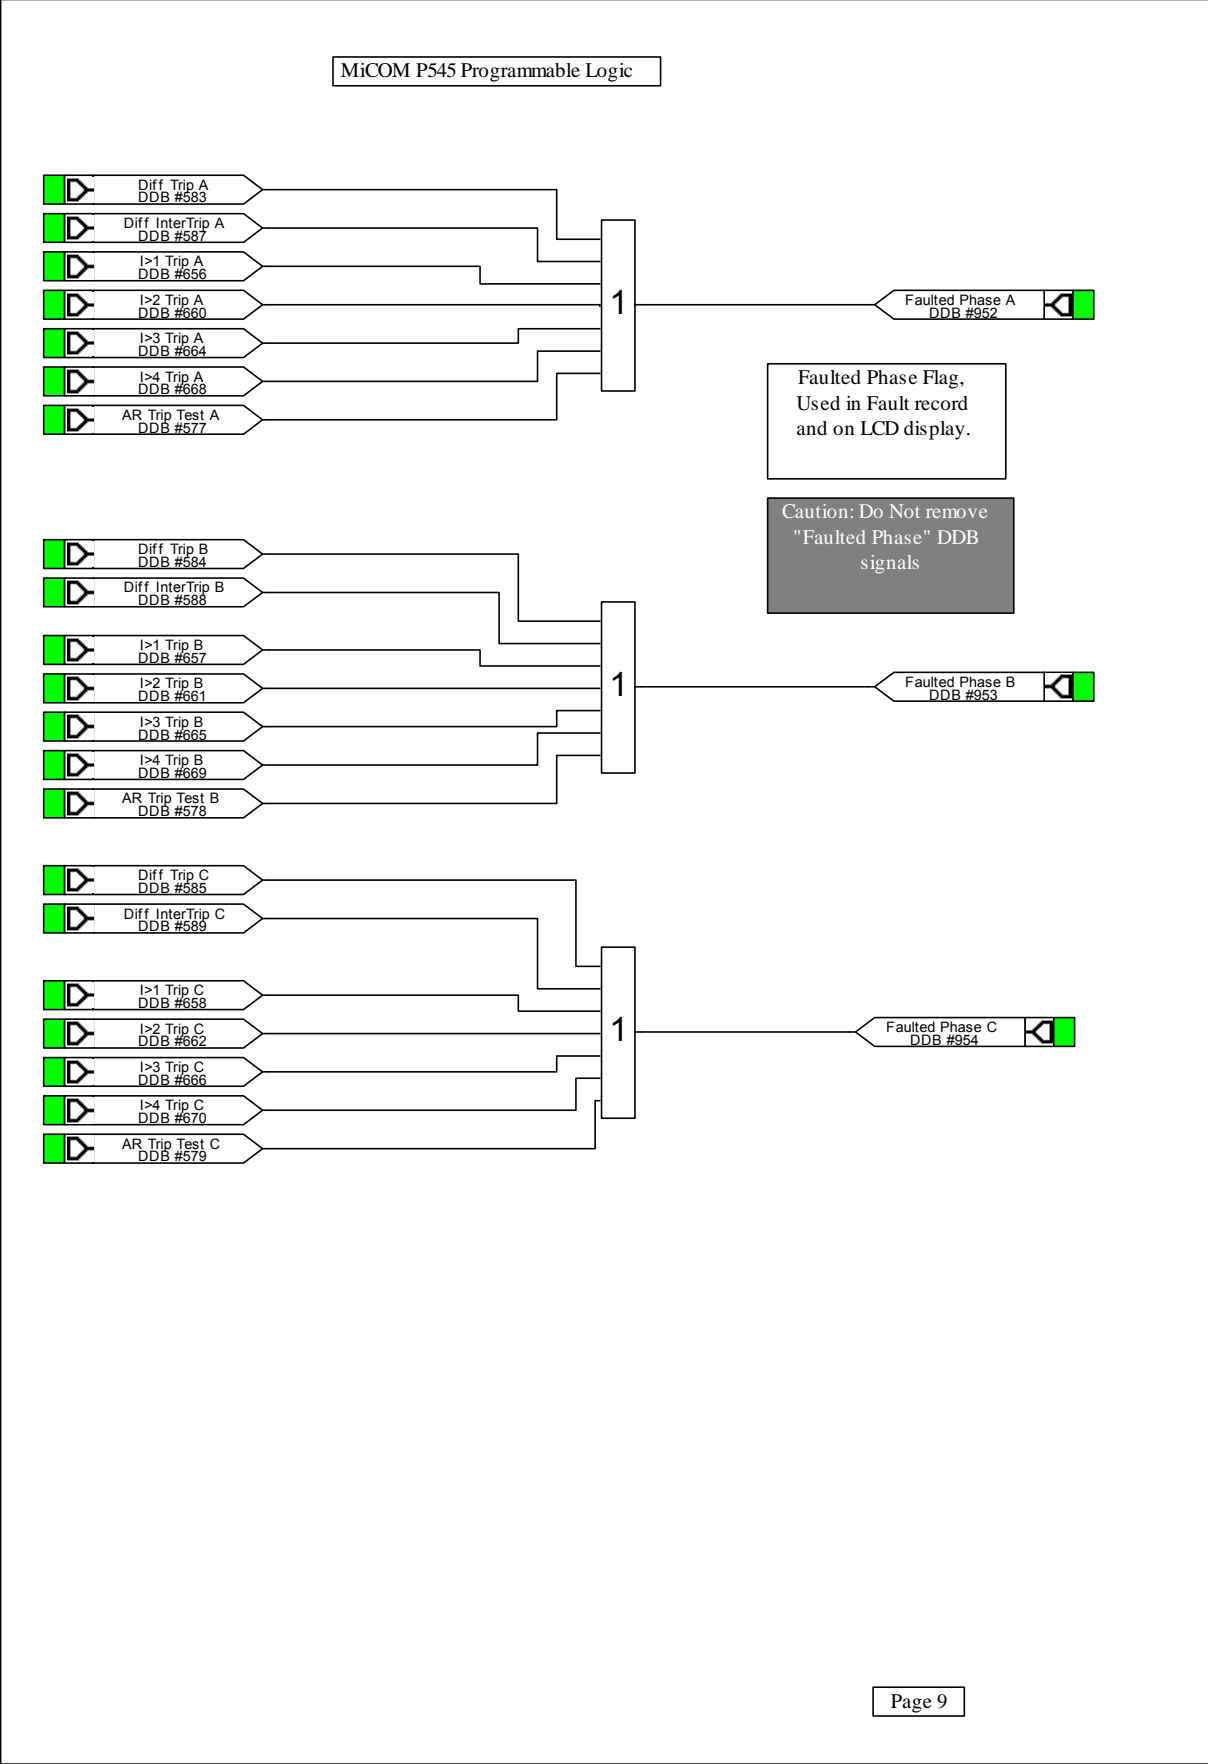 MiCOM P545 Programmable Logic
Diff Trip A
DDB #583
Diff InterTrip A
DDB #587
I>1 Trip A
DDB #656
I>2 Trip A
DDB #660
I>3 Trip A
DDB #664
I>4 Trip A
DDB #668
AR Trip Test A
DDB #577
1
Faulted Phase A
DDB #952
Faulted Phase Flag,
Used in Fault record
and on LCD display.
Caution: Do Not remove
"Faulted Phase" DDB
signals
Diff Trip B
DDB #584
Diff InterTrip B
DDB #588
I>1 Trip B
DDB #657
I>2 Trip B
DDB #661
I>3 Trip B
DDB #665
I>4 Trip B
DDB #669
AR Trip Test B
DDB #578
1
Faulted Phase B
DDB #953
Diff Trip C
DDB #585
Diff InterTrip C
DDB #589
I>1 Trip C
DDB #658
I>2 Trip C
DDB #662
I>3 Trip C
DDB #666
I>4 Trip C
DDB #670
AR Trip Test C
DDB #579
1
Faulted Phase C
DDB #954
Page 9